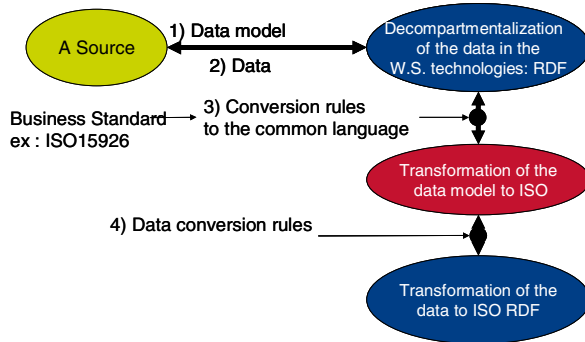 A Source
1) Data model
2) Data
Decompartmentalization
of the data in the
W.S. technologies: RDF
Business Standard
ex : ISO15926
3) Conversion rules
to the common language
Transformation of the
data model to ISO
4) Data conversion rules
Transformation of the
data to ISO RDF